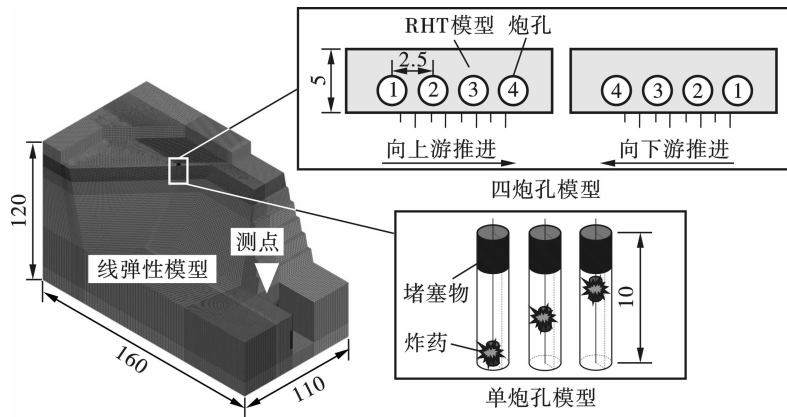 RHT模型 炮孔
2.5
5
1 2 3 4
4 3 2 1
向上游推进
向下游推进
四炮孔模型
120
线弹性模型
测点
160
110
堵塞物
炸药
10
单炮孔模型